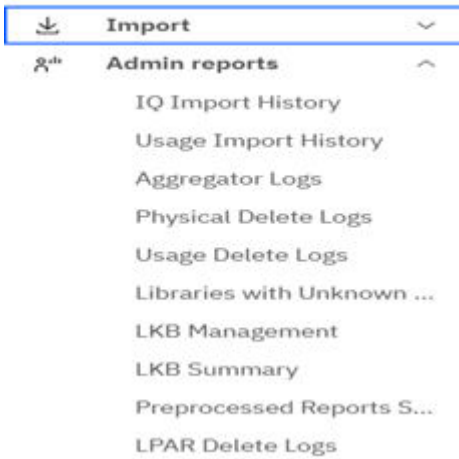 Import
Admin reports
IQ Import History
Usage Import History
Aggregator Logs
Physical Delete Logs
Usage Delete Logs
Libraries with Unknown ...
LKB Management
LKB Summary
Preprocessed Reports S...
LPAR Delete Logs